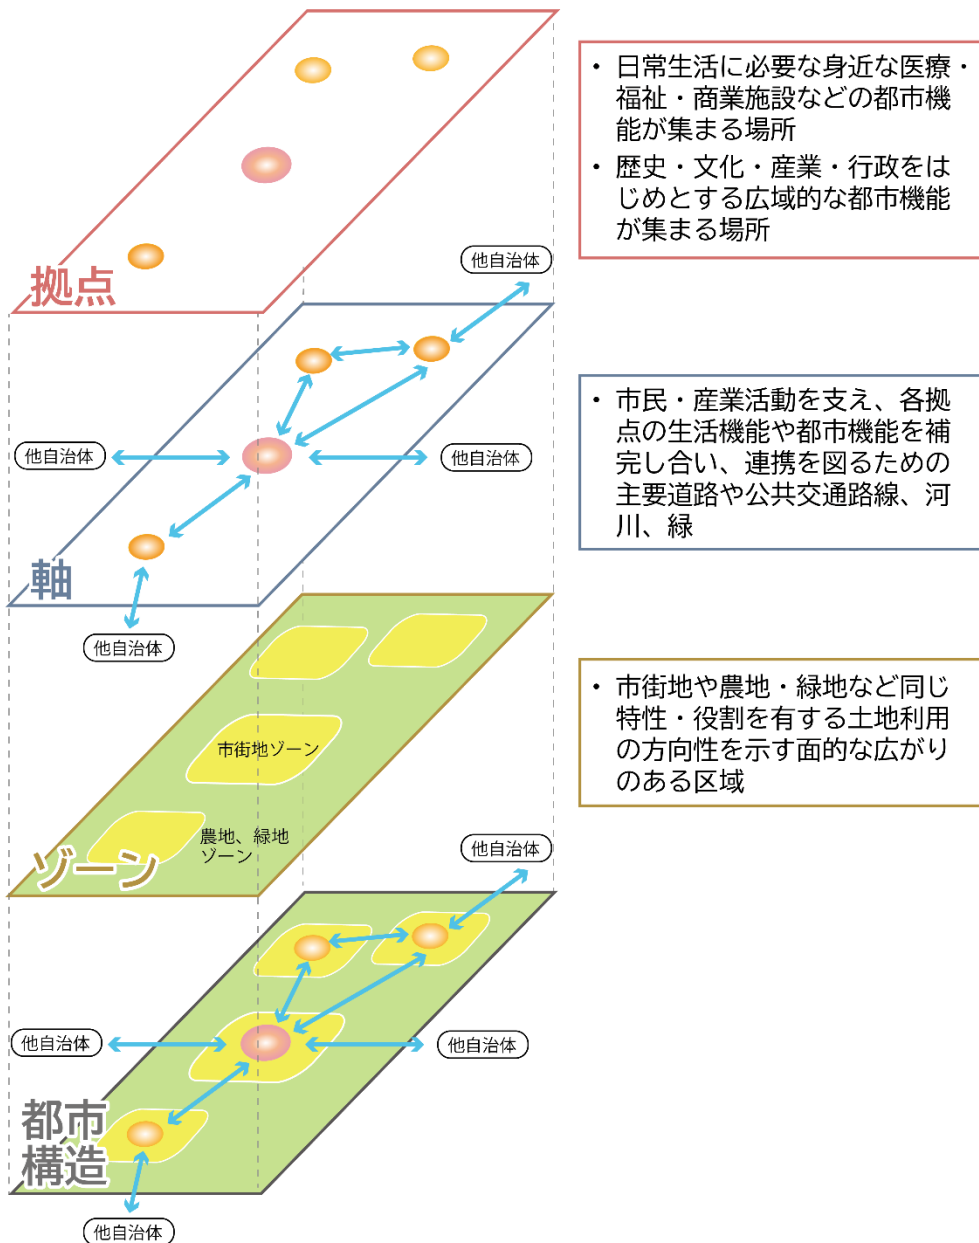 ・ 日常生活に必要な身近な医療・
福祉・商業施設などの都市機
能が集まる場所
・ 歴史・文化・産業・行政をは
じめとする広域的な都市機能
が集まる場所
拠点
他自治体
・ 市民・産業活動を支え、各拠
点の生活機能や都市機能を補
完し合い、連携を図るための
主要道路や公共交通路線、河
川、緑
他自治体
他自治体
軸
他自治体
・ 市街地や農地・緑地など同じ
特性・役割を有する土地利用
の方向性を示す面的な広がり
のある区域
市街地ゾーン
農地、緑地
ゾーン
ゾーン
他自治体
他自治体
他自治体
都市
構造
他自治体